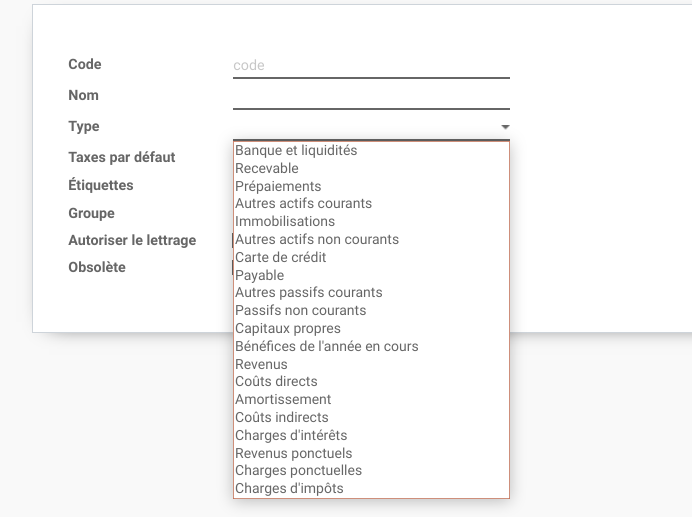 Code
code
Nom
Type
Taxes par défaut
Étiquettes
Groupe
Autoriser le lettrage
Obsolète
Banque et liquidités
Recevable
Prépaiements
Autres actifs courants
Immobilisations
Autres actifs non courants
Carte de crédit
Payable
Autres passifs courants
Passifs non courants
Capitaux propres
Bénéfices de l'année en cours
Revenus
Coûts directs
Amortissement
Coûts indirects
Charges d'intérêts
Revenus ponctuels
Charges ponctuelles
Charges d'impôts